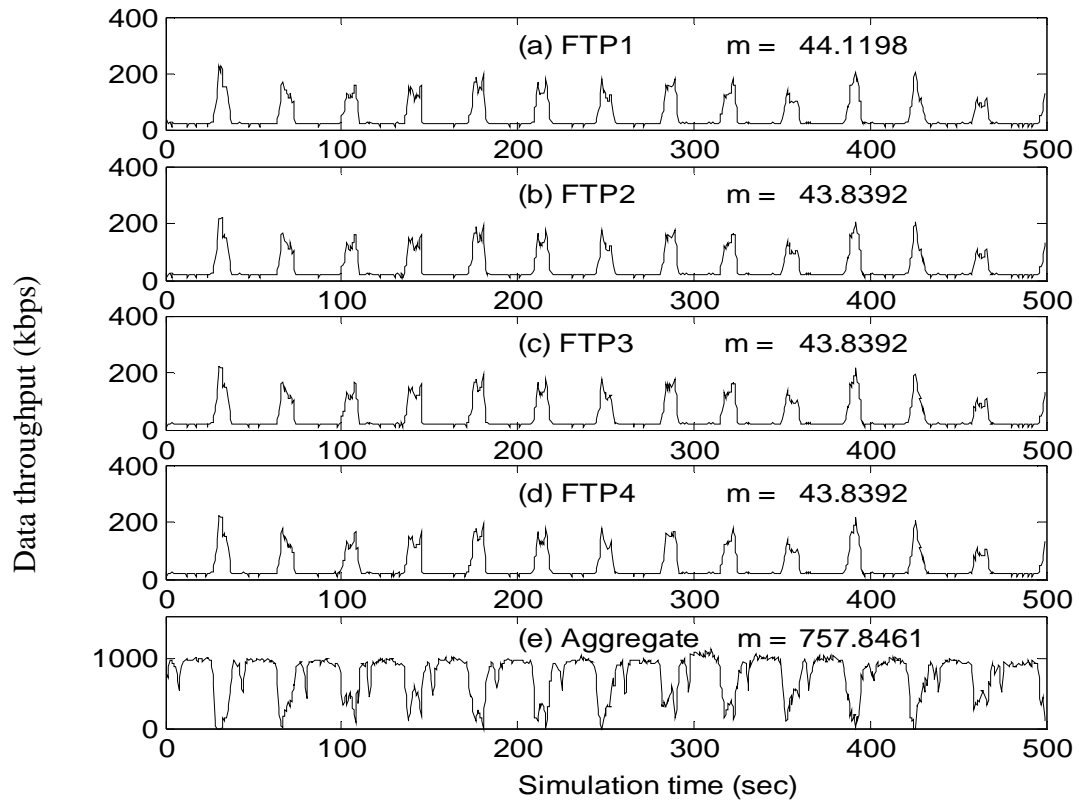 Data throughput (kbps)
400
200
0
(a) FTP1 m = 44.1198
0 100 200 300 400 500
400
200
0
(b) FTP2 m = 43.8392
0 100 200 300 400 500
400
200
0
(c) FTP3 m = 43.8392
0 100 200 300 400 500
400
200
0
(d) FTP4 m = 43.8392
0 100 200 300 400 500
1000
0
(e) Aggregate m = 757.8461
0 100 200 300 400 500
Simulation time (sec)